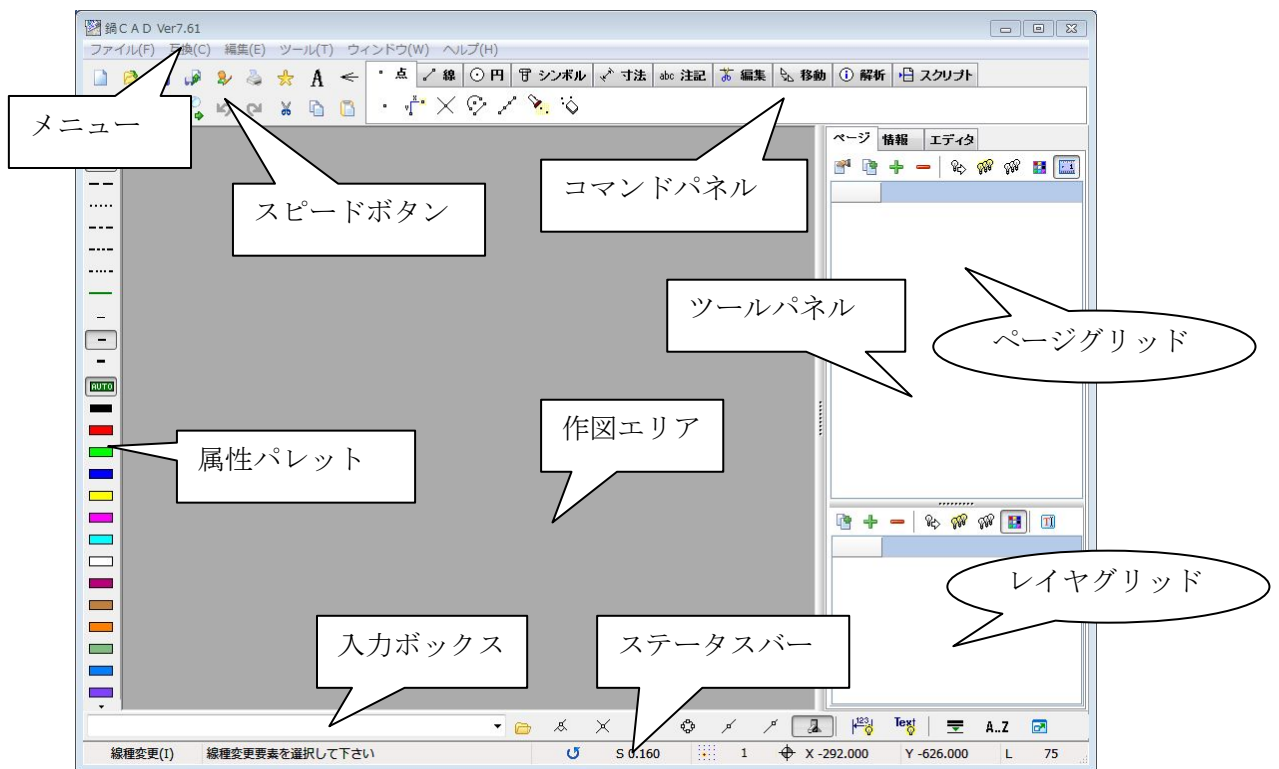 鍋CAD Ver7.61
ファイル(F) 互換(C) 編集(E) ツール(T) ウィンドウ(W) ヘルプ(H)
点 線 円 シンボル 寸法 abc 注記 編集 移動 解析 スクリプト
メニュー
スピードボタン
コマンドパネル
ページ 情報 エディタ
ツールパネル
ページグリッド
AUTO
作図エリア
属性パレット
レイヤグリッド
入力ボックス
ステータスバー
123 Text A..Z
線種変更(I) 線種変更要素を選択して下さい S 0.160 1 X -292.000 Y -626.000 L 75